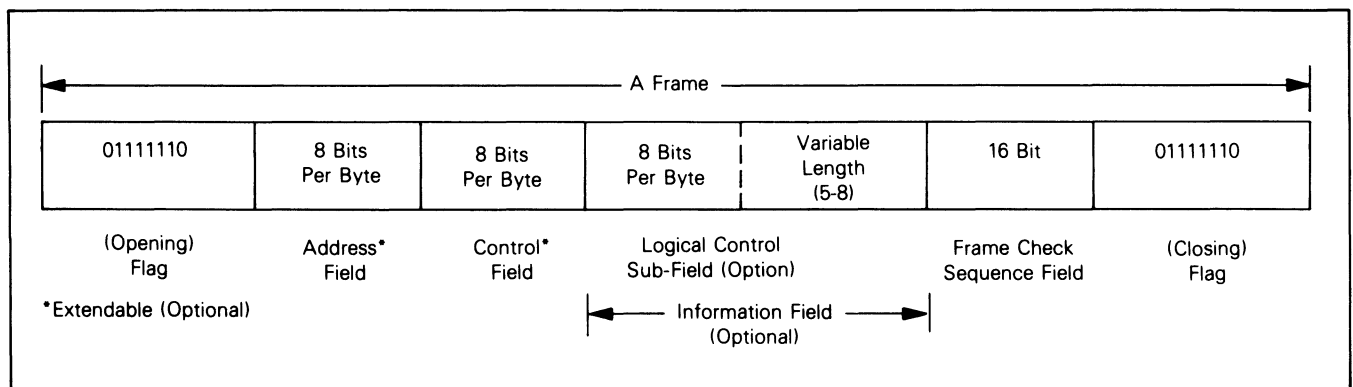 A Frame
01111110
8 Bits
Per Byte
8 Bits
Per Byte
8 Bits
Per Byte
Variable
Length
(5-8)
16 Bit
01111110
(Opening)
Flag
Address*
Field
Control*
Field
Logical Control
Sub-Field (Option)
Frame Check
Sequence Field
(Closing)
Flag
*Extendable (Optional)
Information Field
(Optional)